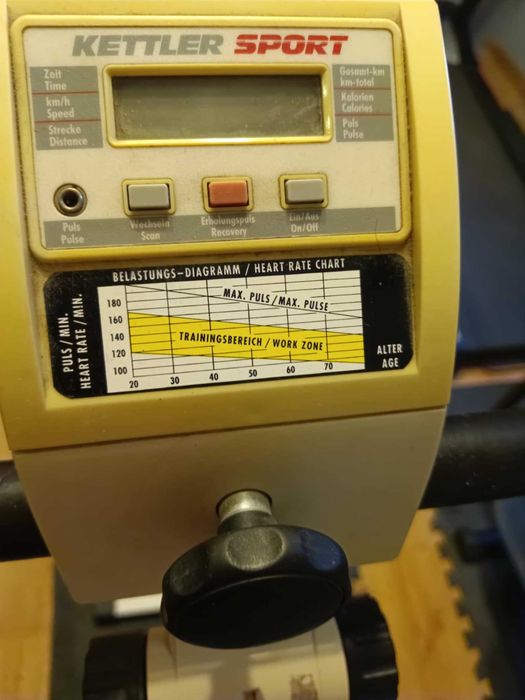 KETTLER SPORT
Zeit
Time
km/h
Speed
Strecke
Distance
Gesamt-km
km-total
Kalorien
Calories
Puls
Pulse
Puls
Pulse
Wechseln
Scan
Erholungspuls
Recovery
Ein/Aus
On/Off
BELASTUNGS-DIAGRAMM / HEART RATE CHART
PULS / MIN.
HEART RATE / MIN.
180
160
140
120
100
MAX. PULS / MAX. PULSE
TRAININGSBEREICH / WORK ZONE
20 30 40 50 60 70
ALTER
AGE